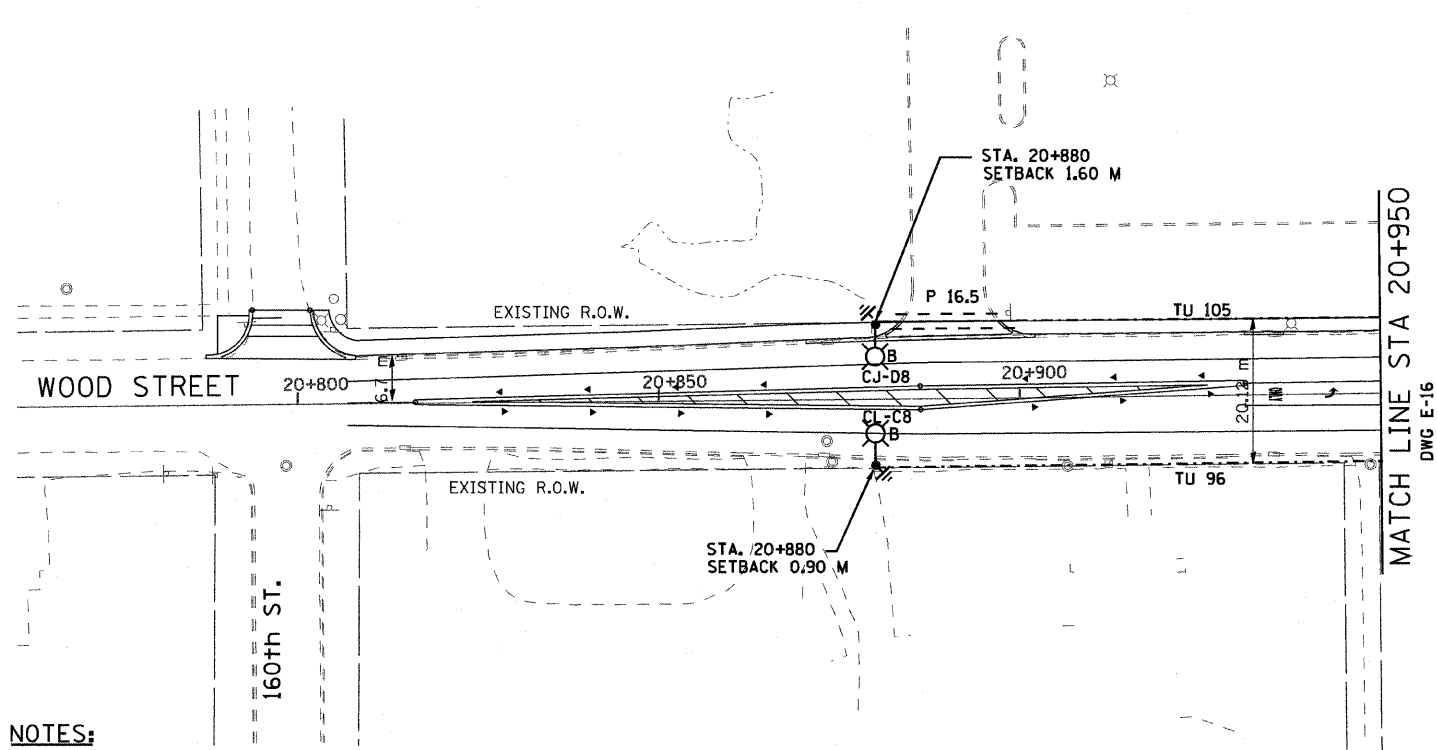 STA. 20+880
SETBACK 1.60 M
EXISTING R.O.W.
P 16.5
TU 105
WOOD STREET
20+800
6.7 m
20+850
B
CJ-D8
20+900
20.12 m
CL-C8
B
EXISTING R.O.W.
TU 96
STA. 20+880
SETBACK 0.90 M
160th ST.
MATCH LINE STA 20+950
DWG E-16
NOTES: